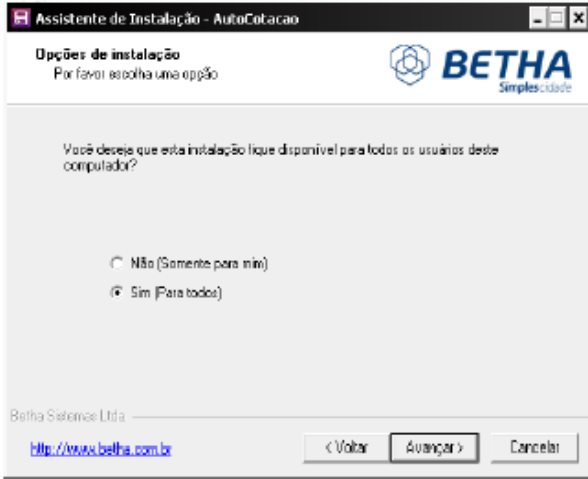 Assistente de Instalação - AutoCotacao
Opções de instalação
Por favor escolha uma opção
BETHA
Simplescidade
Você deseja que esta instalação fique disponível para todos os usuários deste
computador?
Não (Somente para mim)
Sim (Para todos)
Betha Sistemas Ltda
http://www.betha.com.br
< Voltar
Avançar >
Cancelar